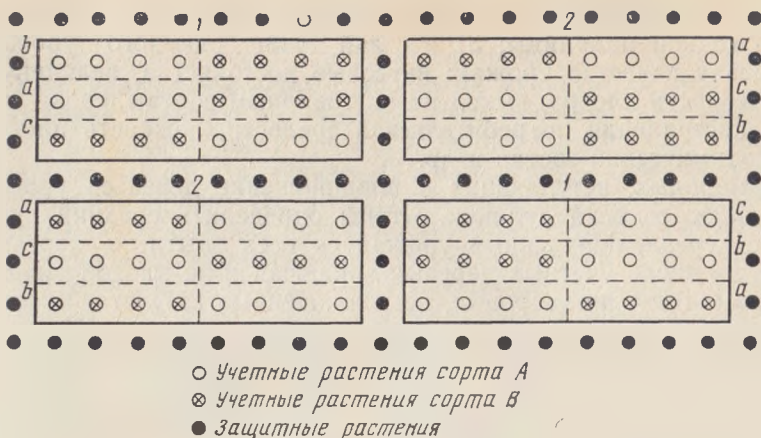 1 2
b a
a c
c b
2 1
a c
c b
b a
Учетные растения сорта А
Учетные растения сорта В
Защитные растения